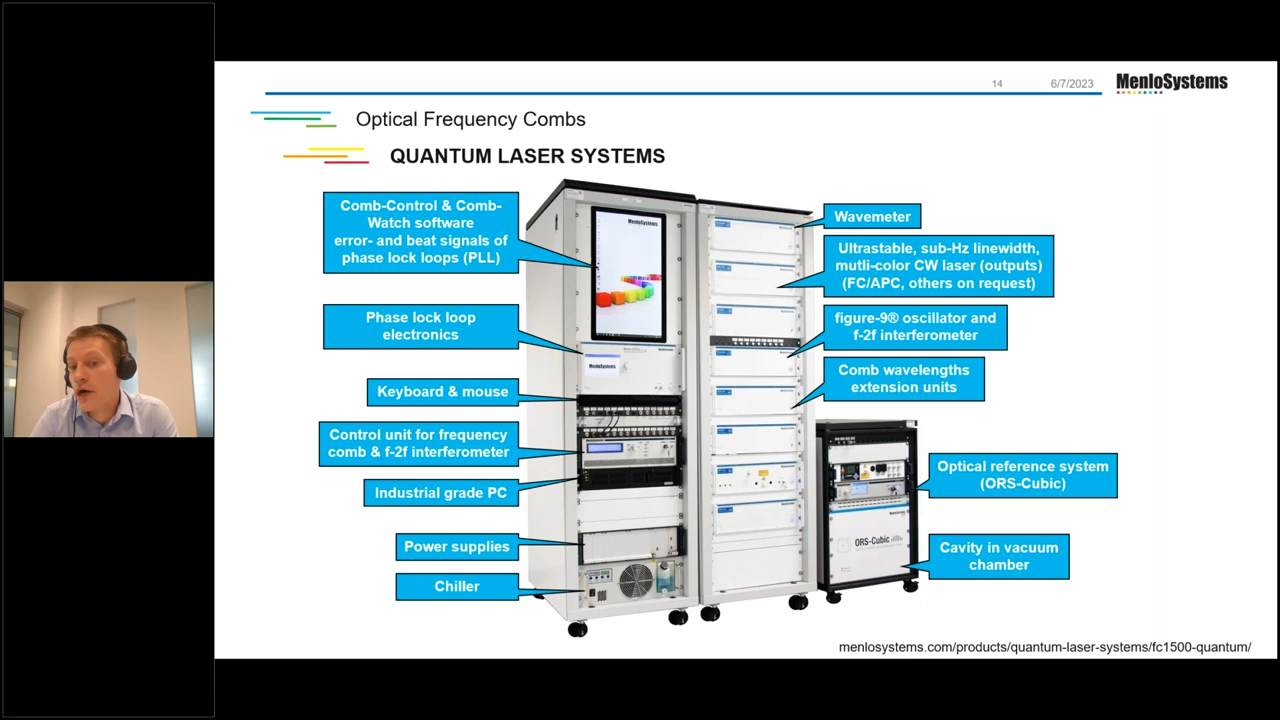 14
6/7/2023
MenloSystems
Optical Frequency Combs
QUANTUM LASER SYSTEMS
Comb-Control & Comb-
Watch software
error- and beat signals of
phase lock loops (PLL)
Phase lock loop
electronics
Keyboard & mouse
Control unit for frequency
comb & f-2f interferometer
Industrial grade PC
Power supplies
Chiller
MenloSystems
MenloSystems
Wavemeter
Ultrastable, sub-Hz linewidth,
mutli-color CW laser (outputs)
(FC/APC, others on request)
figure-9® oscillator and
f-2f interferometer
Comb wavelengths
extension units
Optical reference system
(ORS-Cubic)
ORS-Cubic
Cavity in vacuum
chamber
menlosystems.com/products/quantum-laser-systems/fc1500-quantum/